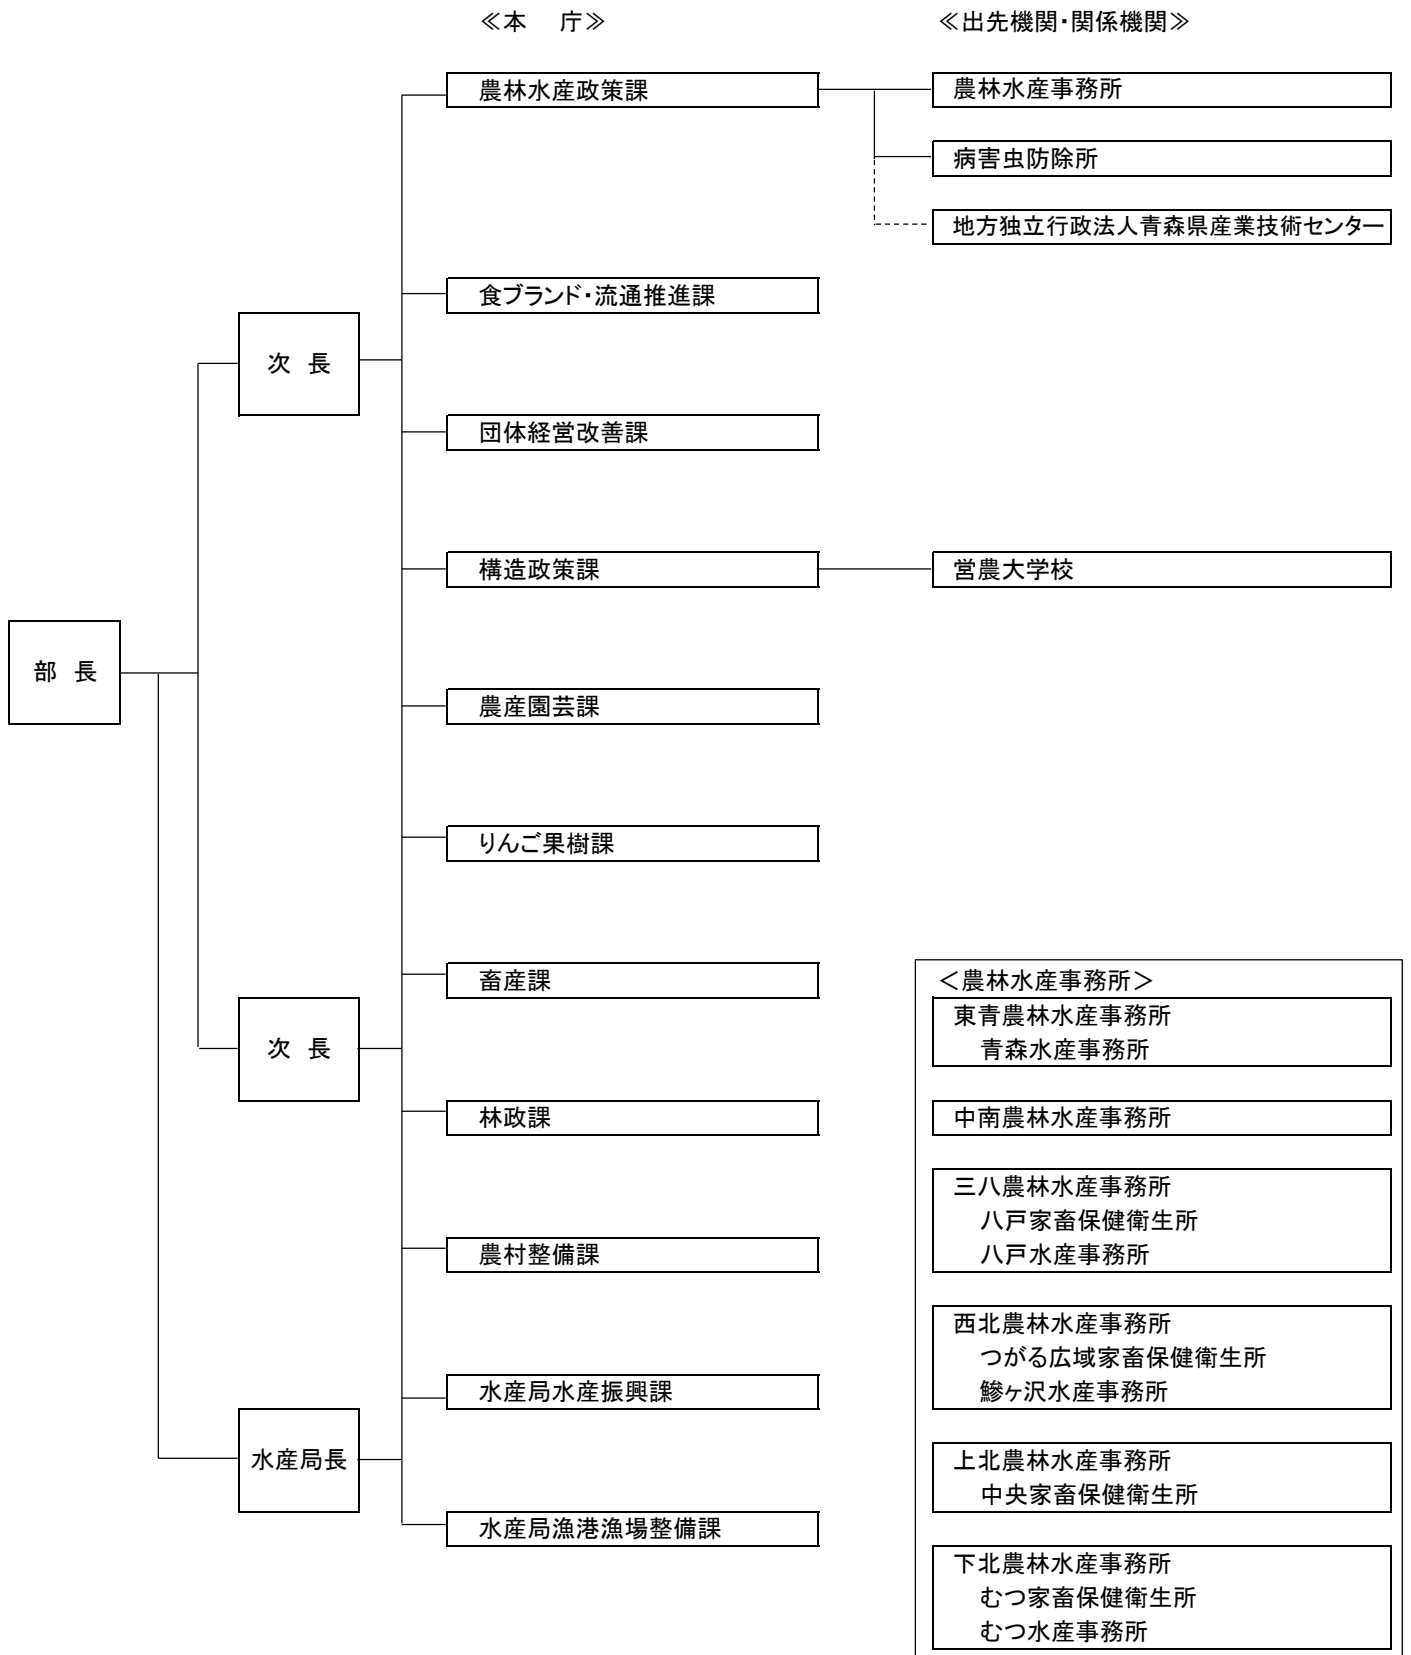 ≪本　庁≫
≪出先機関・関係機関≫
農林水産政策課
農林水産事務所
病害虫防除所
地方独立行政法人青森県産業技術センター
食ブランド・流通推進課
次 長
団体経営改善課
構造政策課
営農大学校
部 長
農産園芸課
りんご果樹課
畜産課
次 長
林政課
農村整備課
水産局水産振興課
水産局長
水産局漁港漁場整備課
＜農林水産事務所＞
東青農林水産事務所
青森水産事務所
中南農林水産事務所
三八農林水産事務所
八戸家畜保健衛生所
八戸水産事務所
西北農林水産事務所
つがる広域家畜保健衛生所
鰺ヶ沢水産事務所
上北農林水産事務所
中央家畜保健衛生所
下北農林水産事務所
むつ家畜保健衛生所
むつ水産事務所